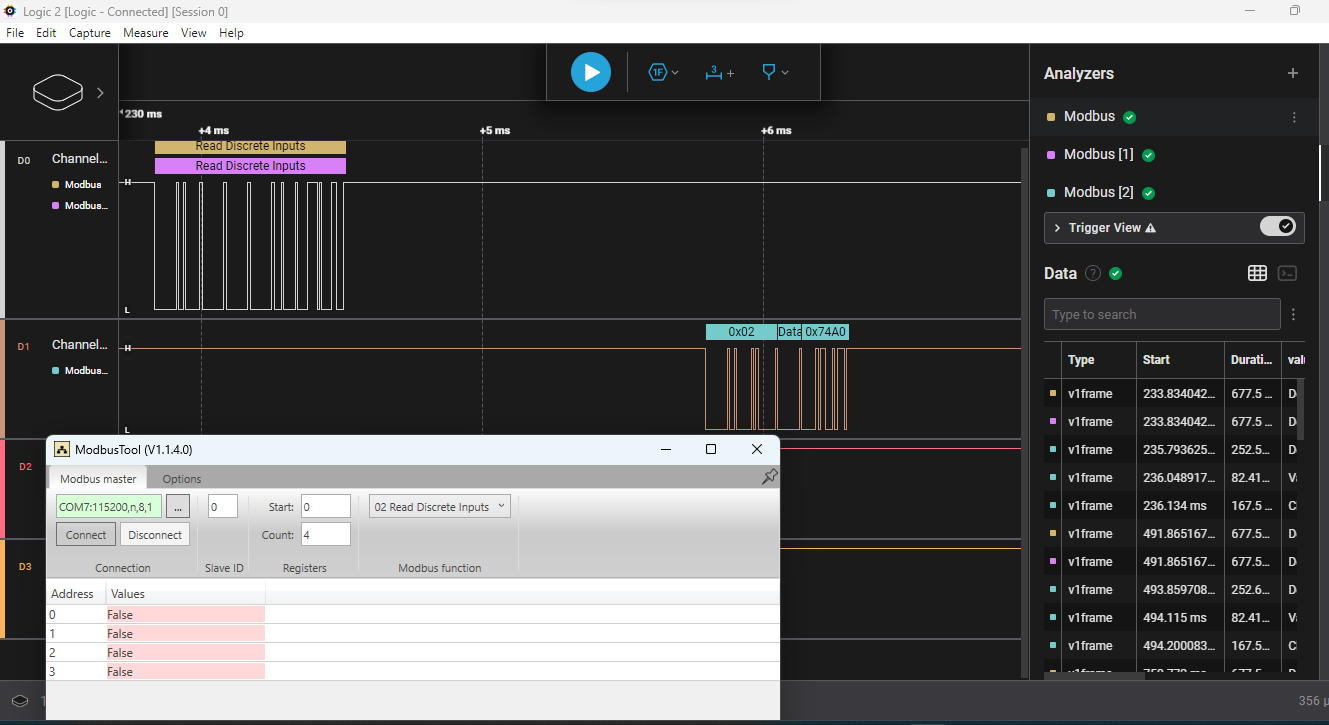 Logic 2 [Logic - Connected] [Session 0]
File Edit Capture Measure View Help
1F 3 +
230 ms
+4 ms +5 ms +6 ms
D0 Channel...
Modbus
Modbus...
Read Discrete Inputs
Read Discrete Inputs
H
L
D1 Channel...
Modbus...
0x02 Data 0x74A0
H
L
D2
D3
ModbusTool (V1.1.4.0)
Modbus master Options
COM7:115200,n,8,1 ... 0 Start: 0 02 Read Discrete Inputs
Connect Disconnect Count: 4
Connection Slave ID Registers Modbus function
Address Values
0 False
1 False
2 False
3 False
Analyzers +
Modbus
Modbus [1]
Modbus [2]
Trigger View
Data ?
Type to search
Type Start Durati... valu
v1frame 233.834042... 677.5 ... D
v1frame 233.834042... 677.5 ... D
v1frame 235.793625... 252.5... D
v1frame 236.048917... 82.41... V
v1frame 236.134 ms 167.5 ... C
v1frame 491.865167... 677.5... D
v1frame 491.865167... 677.5... D
v1frame 493.859708... 252.6... D
v1frame 494.115 ms 82.41... V
v1frame 494.200083... 167.5... C
356 µ